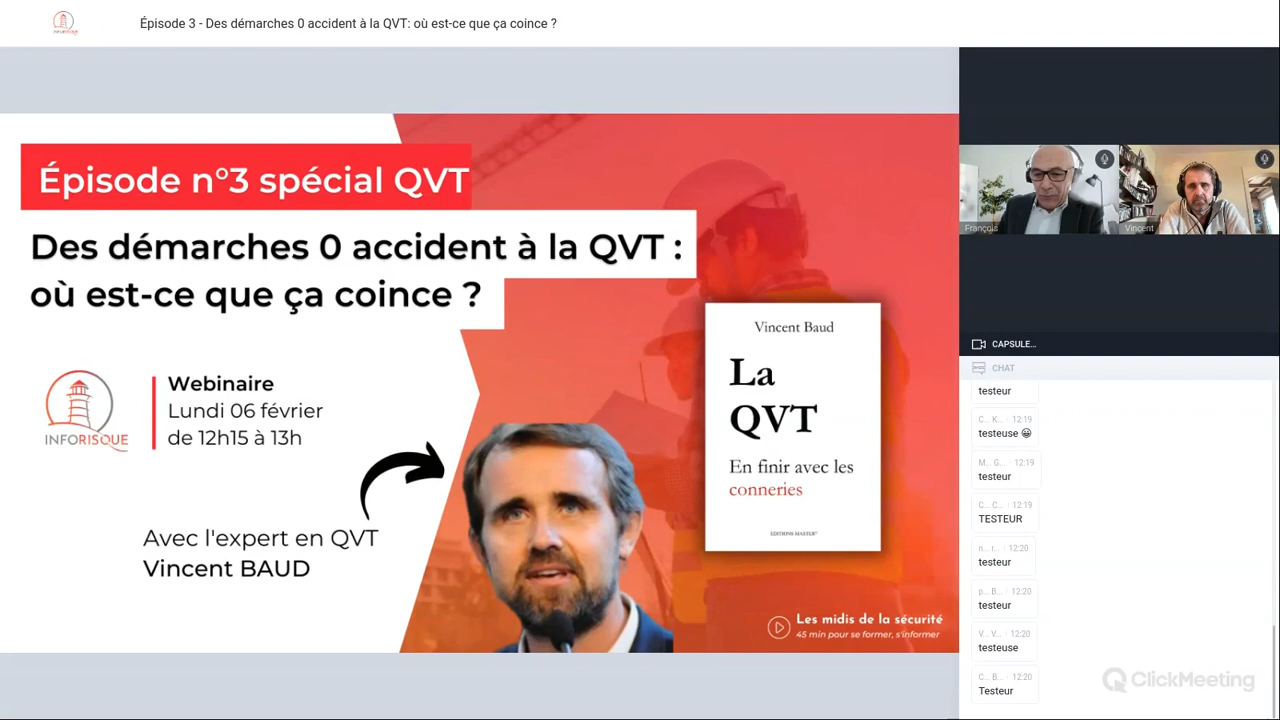 Épisode 3 - Des démarches 0 accident à la QVT: où est-ce que ça coince ?
INFORISQUE
Épisode n°3 spécial QVT
Des démarches 0 accident à la QVT :
où est-ce que ça coince ?
INFORISQUE
Webinaire
Lundi 06 février
de 12h15 à 13h
Avec l'expert en QVT
Vincent BAUD
Vincent Baud
La
QVT
En finir avec les
conneries
EDITIONS MASTER®
Les midis de la sécurité
45 min pour se former, s'informer
François
Vincent
CAPSULE...
CHAT
testeur
C... K... 12:19
testeuse 😀
M... G... 12:19
testeur
C... C... 12:19
TESTEUR
n... r... 12:20
testeur
p... B... 12:20
testeur
V... V... 12:20
testeuse
C... B... 12:20
Testeur
ClickMeeting